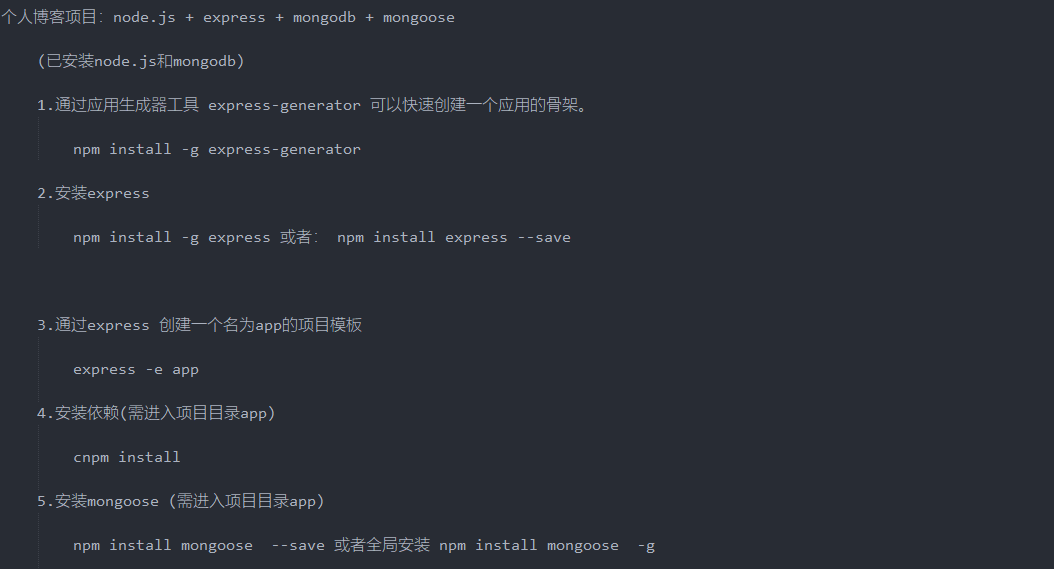 个人博客项目: node.js + express + mongodb + mongoose
(已安装node.js和mongodb)
1.通过应用生成器工具 express-generator 可以快速创建一个应用的骨架。
npm install -g express-generator
2.安装express
npm install -g express 或者: npm install express --save
3.通过express 创建一个名为app的项目模板
express -e app
4.安装依赖(需进入项目目录app)
cnpm install
5.安装mongoose (需进入项目目录app)
npm install mongoose  --save 或者全局安装 npm install mongoose  -g